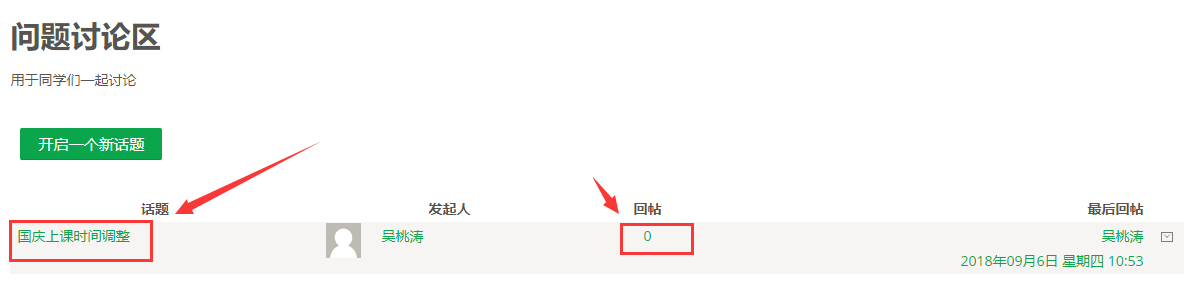 问题讨论区
用于同学们一起讨论
开启一个新话题
话题 发起人 回帖 最后回帖
国庆上课时间调整 吴桃涛 0 吴桃涛
2018年09月6日 星期四 10:53